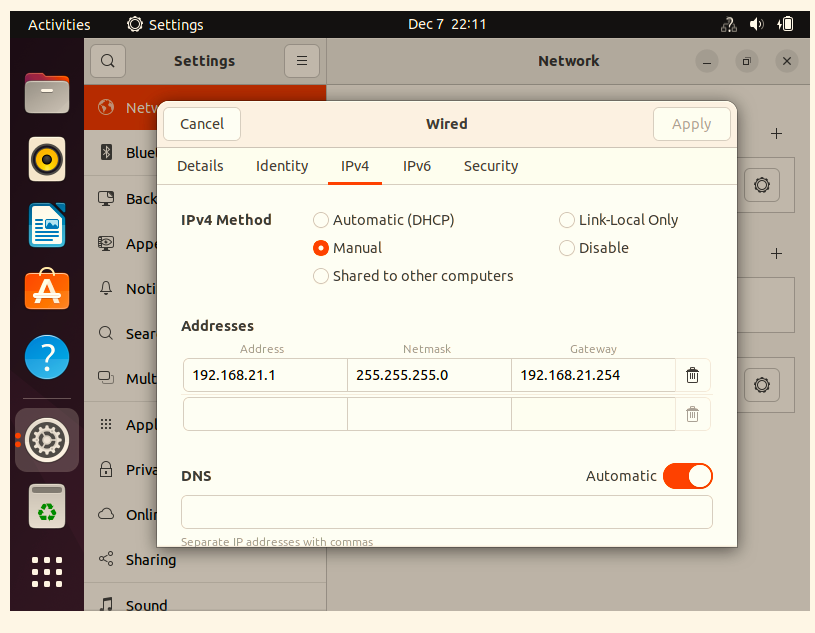 Activities Settings Dec 7 22:11
Settings Network
Cancel Wired Apply
Details Identity IPv4 IPv6 Security
IPv4 Method Automatic (DHCP) Link-Local Only
Manual Disable
Shared to other computers
Addresses
Address Netmask Gateway
192.168.21.1 255.255.255.0 192.168.21.254
DNS Automatic
Separate IP addresses with commas
Netw
Blue
Back
Appe
Noti
Sear
Mult
Appl
Priva
Onlin
Sharing
Sound